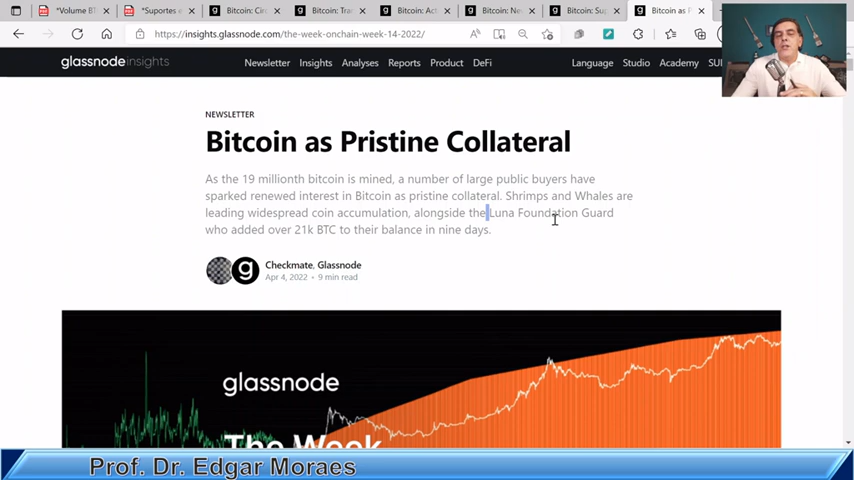 *Volume BT
*Suportes e
Bitcoin: Cir
Bitcoin: Tra
Bitcoin: Act
Bitcoin: Ne
Bitcoin: Su
Bitcoin as P
https://insights.glassnode.com/the-week-onchain-week-14-2022/
glassnodeinsights
Newsletter Insights Analyses Reports Product DeFi Language Studio Academy
NEWSLETTER
Bitcoin as Pristine Collateral
As the 19 millionth bitcoin is mined, a number of large public buyers have
sparked renewed interest in Bitcoin as pristine collateral. Shrimps and Whales are
leading widespread coin accumulation, alongside the Luna Foundation Guard
who added over 21k BTC to their balance in nine days.
Checkmate, Glassnode
Apr 4, 2022 • 9 min read
glassnode
The Week
Prof. Dr. Edgar Moraes